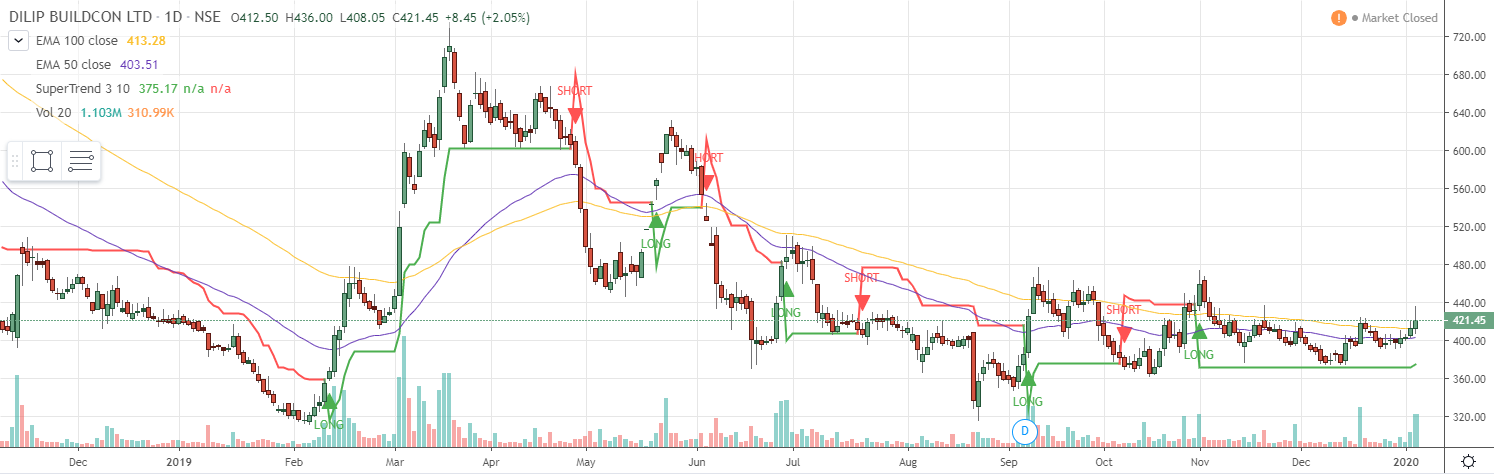 DILIP BUILDCON LTD · 1D · NSE O412.50 H436.00 L408.05 C421.45 +8.45 (+2.05%)
! Market Closed
EMA 100 close 413.28
EMA 50 close 403.51
SuperTrend 3 10 375.17 n/a n/a
Vol 20 1.103M 310.99K
720.00
680.00
640.00
600.00
560.00
520.00
480.00
440.00
421.45
400.00
360.00
320.00
SHORT
HORT
LONG
SHORT
LONG
SHORT
LONG
LONG
LONG
D
Dec 2019 Feb Mar Apr May Jun Jul Aug Sep Oct Nov Dec 2020